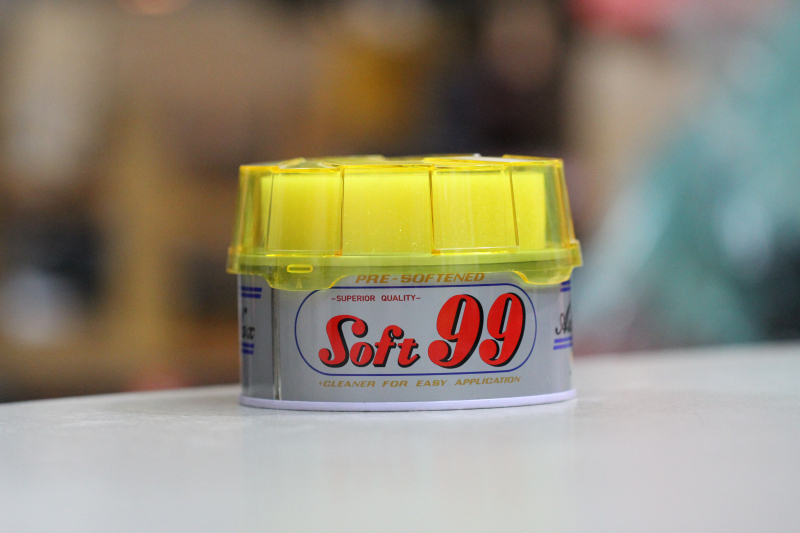 PRE-SOFTENED
-SUPERIOR QUALITY-
Soft 99
+CLEANER FOR EASY APPLICATION